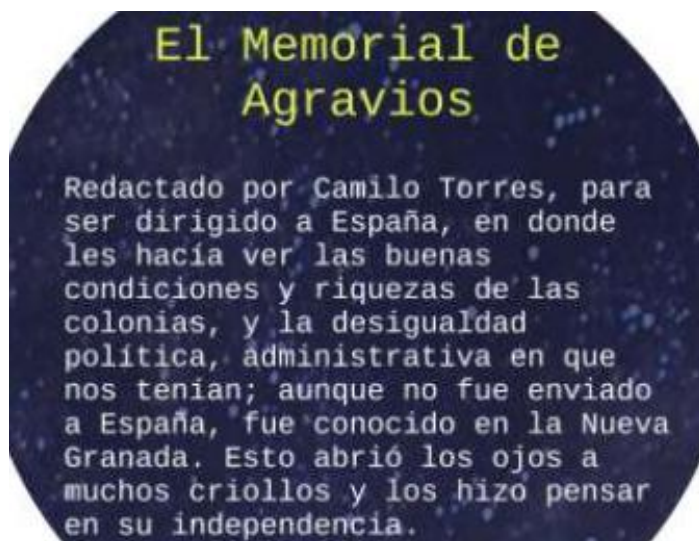 El Memorial de
Agravios
Redactado por Camilo Torres, para
ser dirigido a España, en donde
les hacía ver las buenas
condiciones y riquezas de las
colonias, y la desigualdad
política, administrativa en que
nos tenían; aunque no fue enviado
a España, fue conocido en la Nueva
Granada. Esto abrió los ojos a
muchos criollos y los hizo pensar
en su independencia.